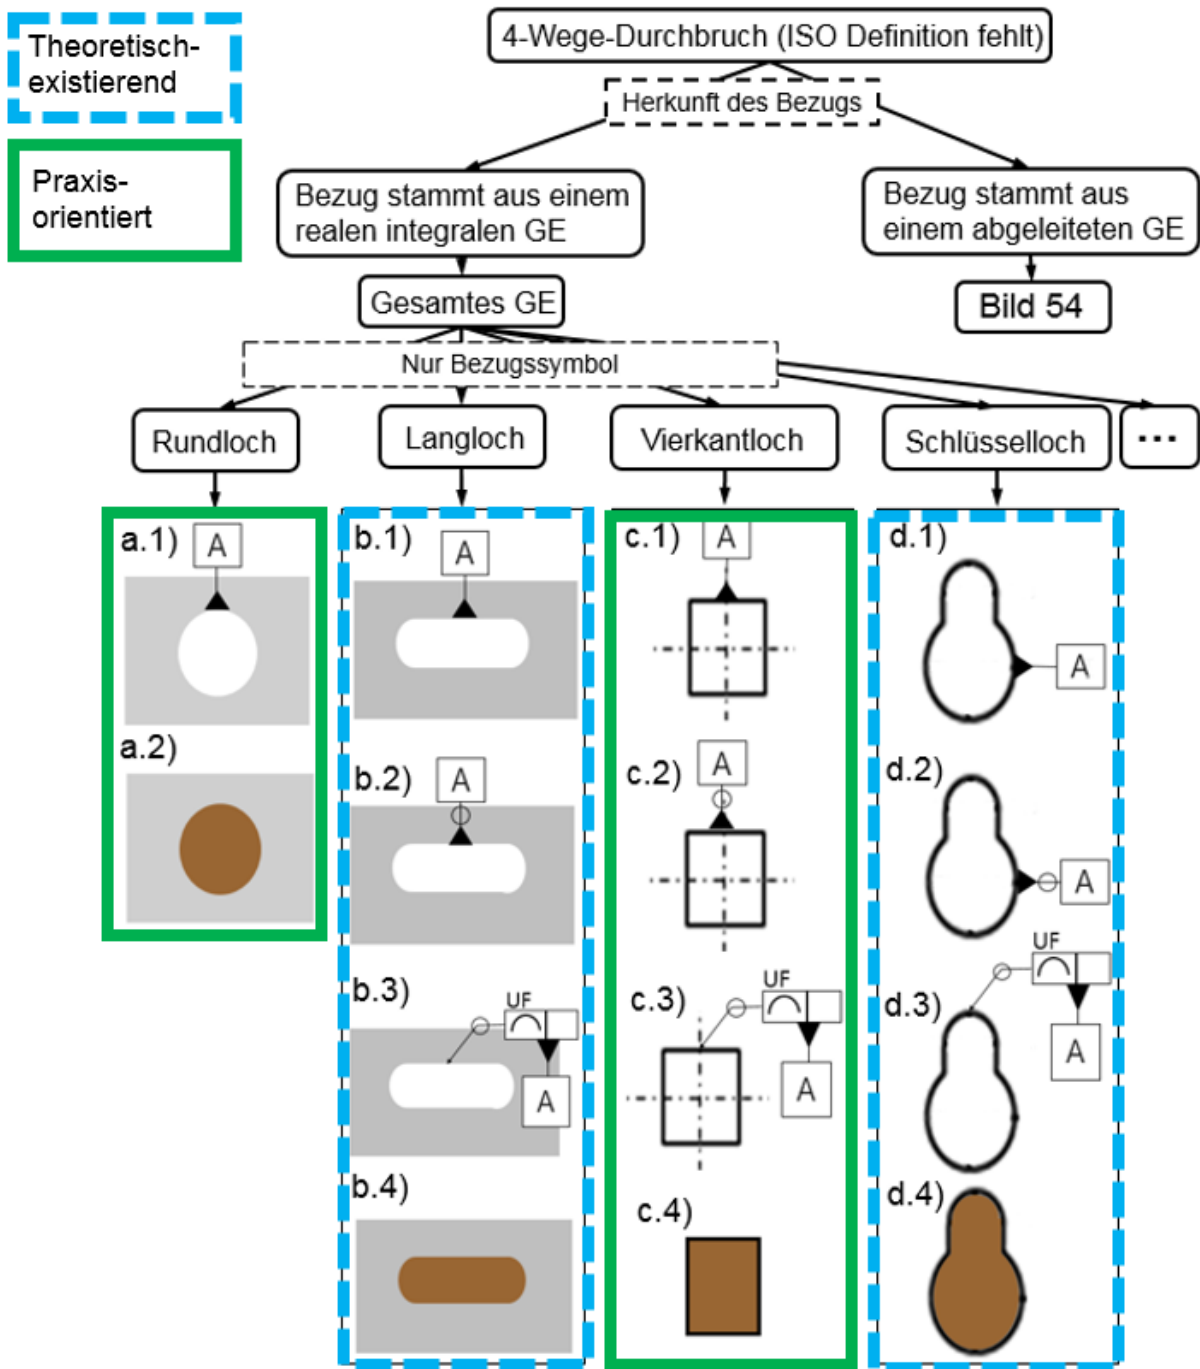 Theoretisch-
existierend
Praxis-
orientiert
4-Wege-Durchbruch (ISO Definition fehlt)
Herkunft des Bezugs
Bezug stammt aus einem
realen integralen GE
Bezug stammt aus
einem abgeleiteten GE
Gesamtes GE
Bild 54
Nur Bezugssymbol
Rundloch
Langloch
Vierkantloch
Schlüsselloch
...
a.1)
A
a.2)
b.1)
A
b.2)
A
b.3)
UF
A
b.4)
c.1)
A
c.2)
A
c.3)
UF
A
c.4)
d.1)
A
d.2)
A
d.3)
UF
A
d.4)